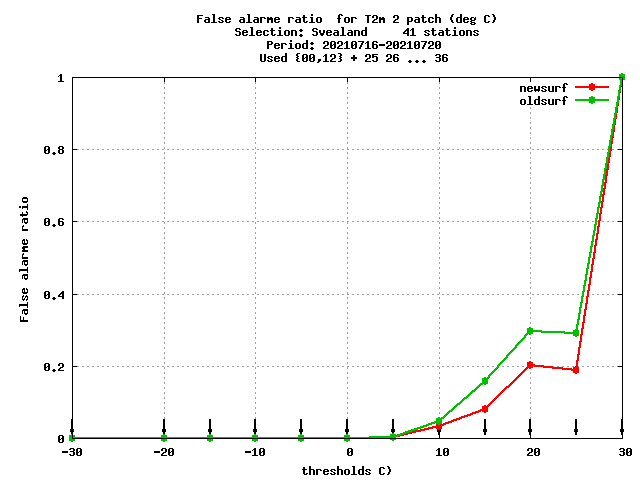 False alarme ratio  for T2m 2 patch (deg C)
Selection: Svealand     41 stations
Period: 20210716-20210720
Used {00,12} + 25 26 ... 36
newsurf
oldsurf
False alarme ratio
1
0.8
0.6
0.4
0.2
0
-30 -20 -10 0 10 20 30
thresholds C)